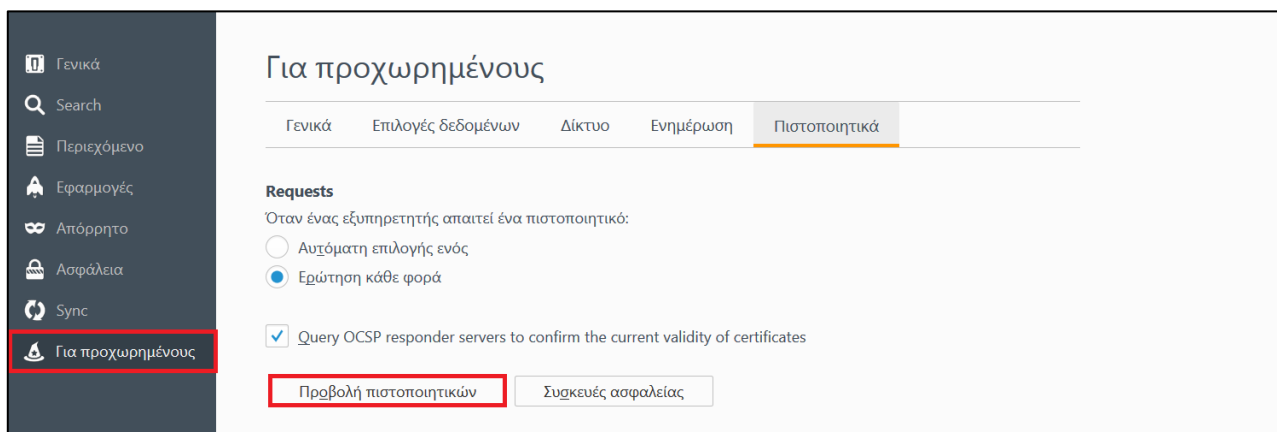 Γενικά
Search
Περιεχόμενο
Εφαρμογές
Απόρρητο
Ασφάλεια
Sync
Για προχωρημένους
Για προχωρημένους
Γενικά Επιλογές δεδομένων Δίκτυο Ενημέρωση Πιστοποιητικά
Requests
Όταν ένας εξυπηρετητής απαιτεί ένα πιστοποιητικό:
Αυτόματη επιλογής ενός
Ερώτηση κάθε φορά
Query OCSP responder servers to confirm the current validity of certificates
Προβολή πιστοποιητικών Συσκευές ασφαλείας